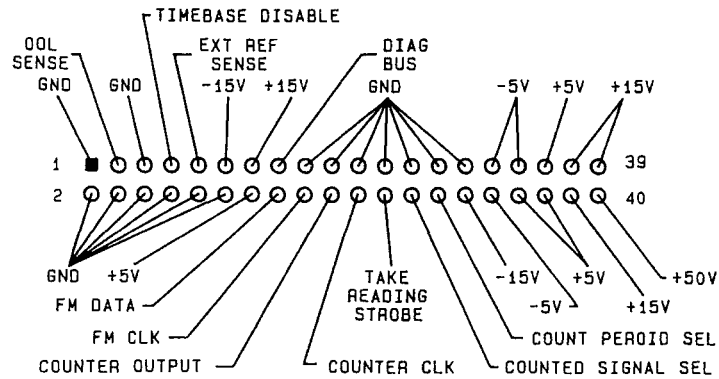 TIMEBASE DISABLE
OOL SENSE
EXT REF SENSE
DIAG BUS
GND
GND
-15V
+15V
GND
-5V
+5V
+15V
1
39
2
40
GND
+5V
TAKE READING STROBE
-15V
+5V
+50V
FM DATA
-5V
+15V
FM CLK
COUNT PEROID SEL
COUNTER OUTPUT
COUNTER CLK
COUNTED SIGNAL SEL